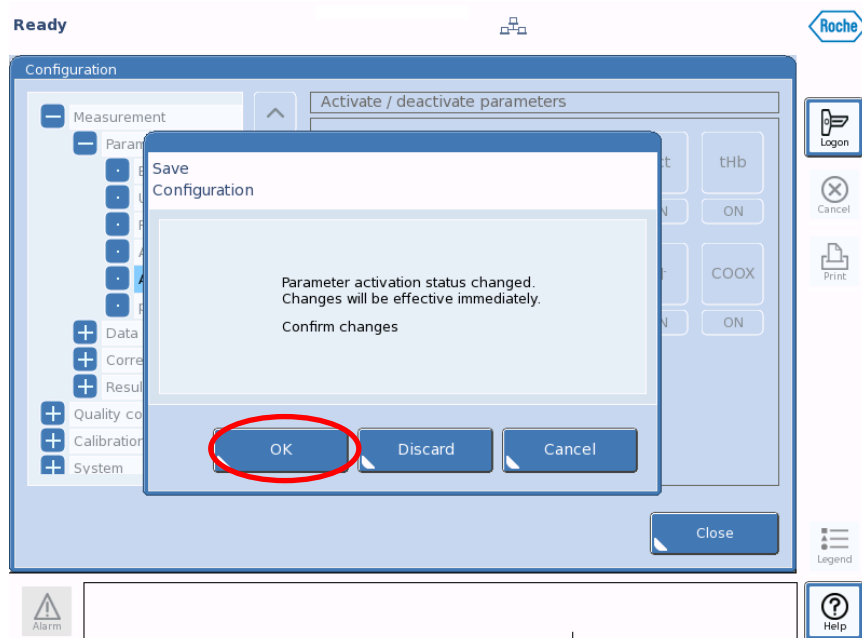 Ready
Roche
Configuration
Measurement
Activate / deactivate parameters
Param
Save
Configuration
tHb
ON
COOX
ON
Parameter activation status changed.
Changes will be effective immediately.
Confirm changes
Data
Corre
Resul
Quality co
Calibration
System
OK
Discard
Cancel
Close
Logon
Cancel
Print
Legend
Alarm
Help